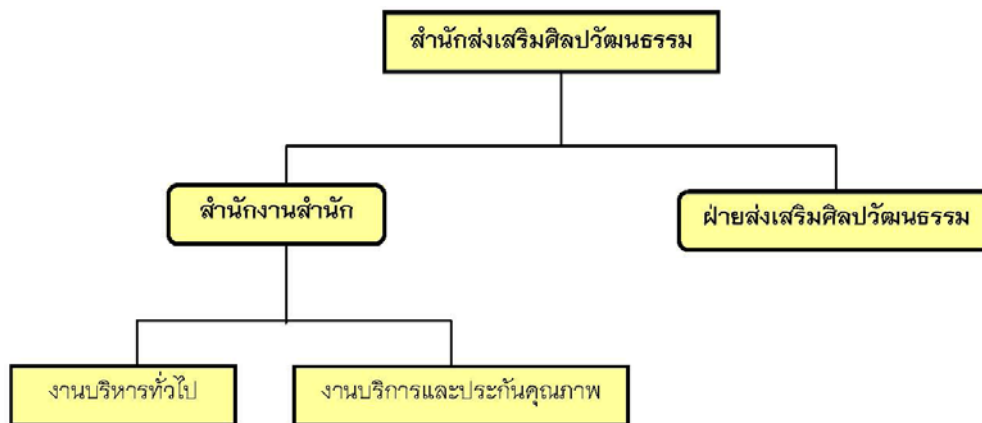 สำนักส่งเสริมศิลปวัฒนธรรม
สำนักงานสำนัก
ฝ่ายส่งเสริมศิลปวัฒนธรรม
งานบริหารทั่วไป
งานบริการและประกันคุณภาพ